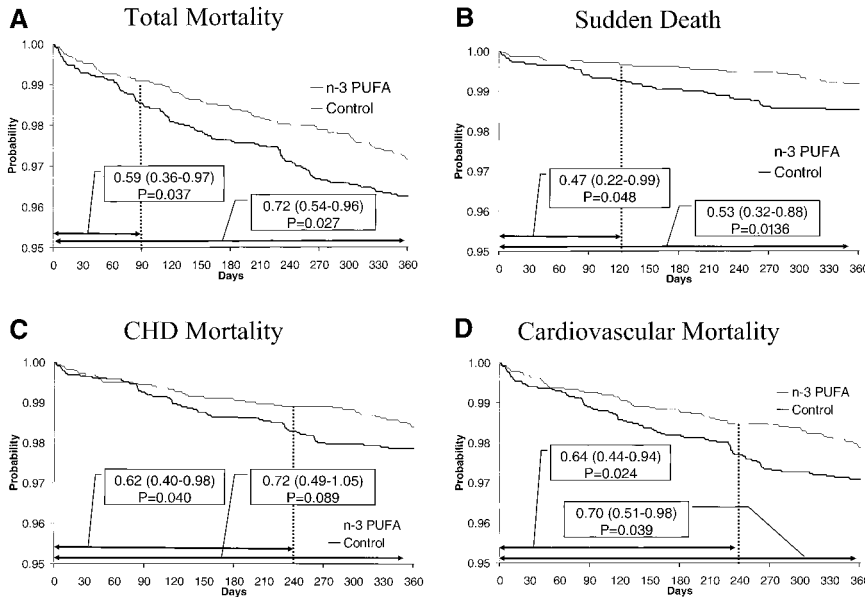 A
Total Mortality
1.00
0.99
0.98
0.97
0.96
0.95
Probability
n-3 PUFA
Control
0.59 (0.36-0.97)
P=0.037
0.72 (0.54-0.96)
P=0.027
0 30 60 90 120 150 180 210 240 270 300 330 360
Days
B
Sudden Death
1.00
0.99
0.98
0.97
0.96
0.95
Probability
n-3 PUFA
Control
0.47 (0.22-0.99)
P=0.048
0.53 (0.32-0.88)
P=0,0136
0 30 60 90 120 150 180 210 240 270 300 330 360
Days
C
CHD Mortality
1.00
0.99
0.98
0.97
0.96
0.95
Probability
0.62 (0.40-0.98)
P=0.040
0.72 (0.49-1.05)
P=0.089
n-3 PUFA
Control
0 30 60 90 120 150 180 210 240 270 300 330 360
Days
D
Cardiovascular Mortality
1.00
0.99
0.98
0.97
0.96
0.95
Probability
n-3 PUFA
Control
0.64 (0.44-0.94)
P=0.024
0.70 (0.51-0.98)
P=0.039
0 30 60 90 120 150 180 210 240 270 300 330 360
Days